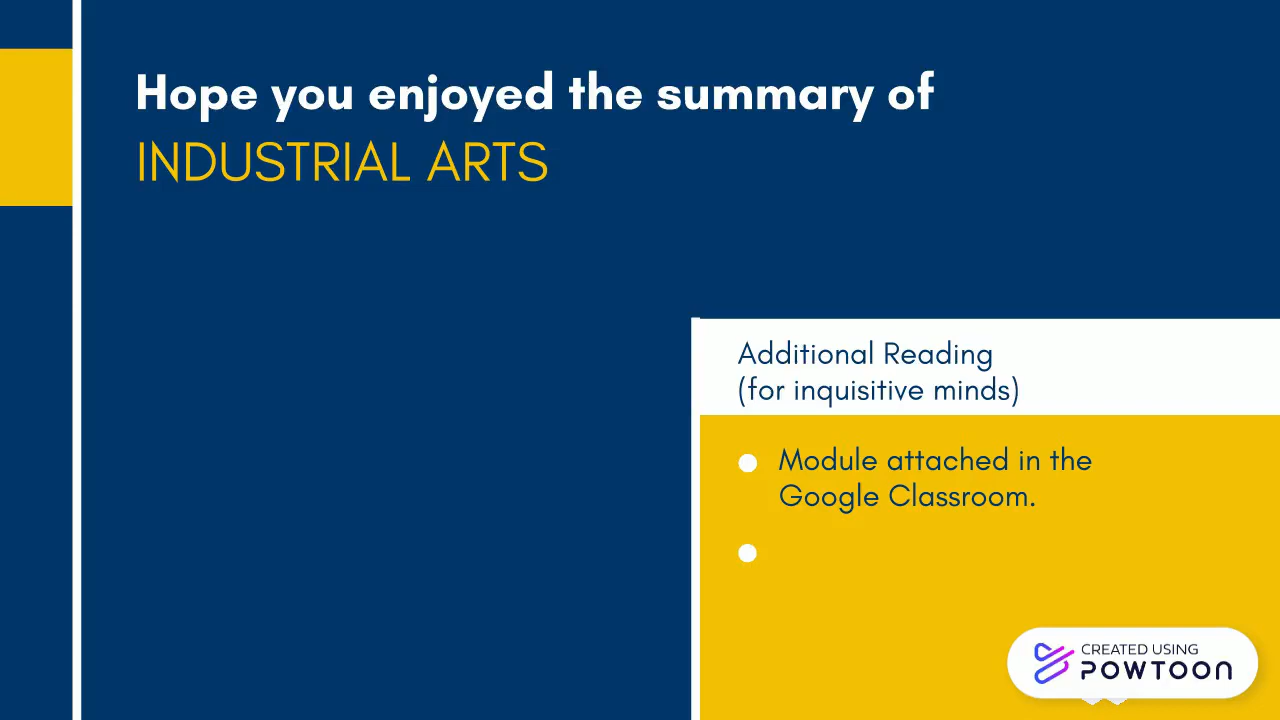 Hope you enjoyed the summary of
INDUSTRIAL ARTS
Additional Reading
(for inquisitive minds)
Module attached in the
Google Classroom.
CREATED USING
POWTOON